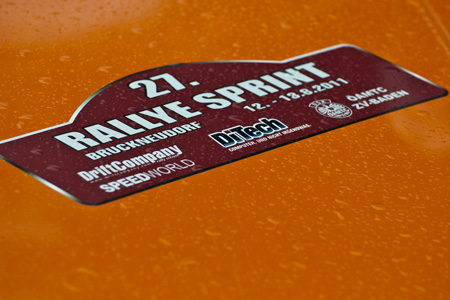 27.
RALLYE SPRINT
BRUCKNEUDORF
12. - 13.8.2011
DriftCompany
SPEEDWORLD
DiTech
COMPUTER, UND NICHT IRGENDWAS.
ÖAMTC
ZV-BADEN